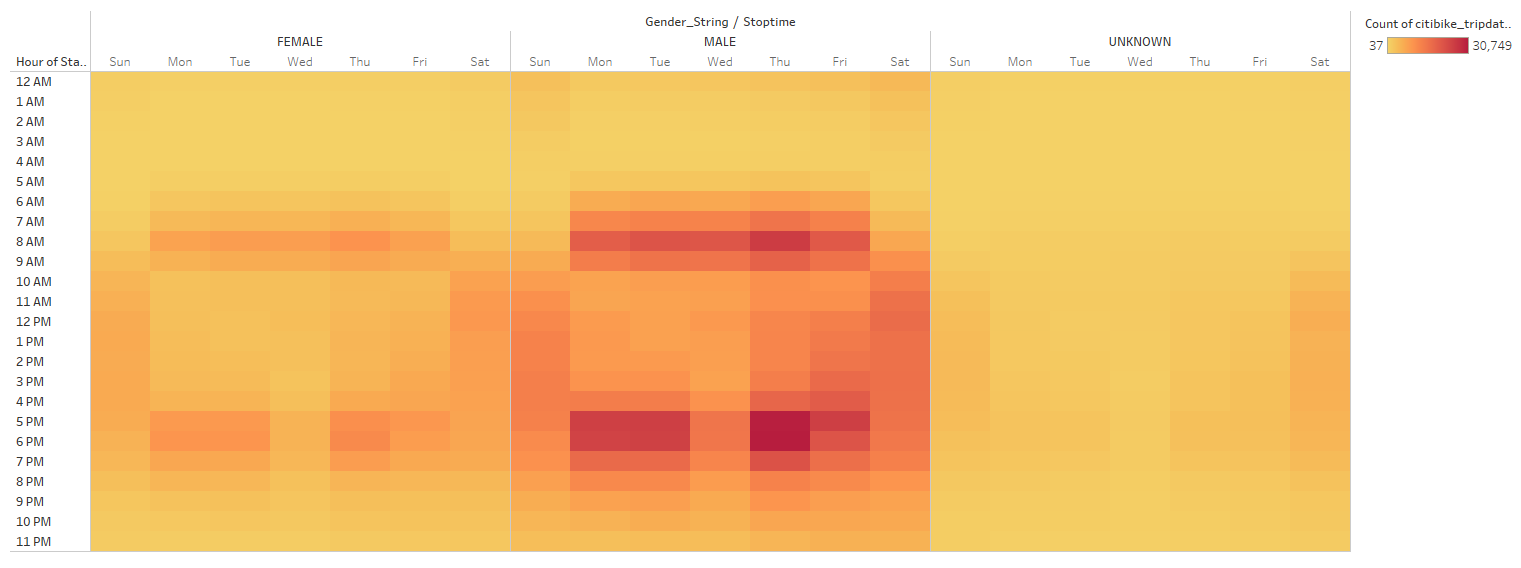 Gender_String / Stoptime
Count of citibike_tripdat..
FEMALE MALE UNKNOWN
37 30,749
Hour of Sta.. Sun Mon Tue Wed Thu Fri Sat Sun Mon Tue Wed Thu Fri Sat Sun Mon Tue Wed Thu Fri Sat
12 AM
1 AM
2 AM
3 AM
4 AM
5 AM
6 AM
7 AM
8 AM
9 AM
10 AM
11 AM
12 PM
1 PM
2 PM
3 PM
4 PM
5 PM
6 PM
7 PM
8 PM
9 PM
10 PM
11 PM